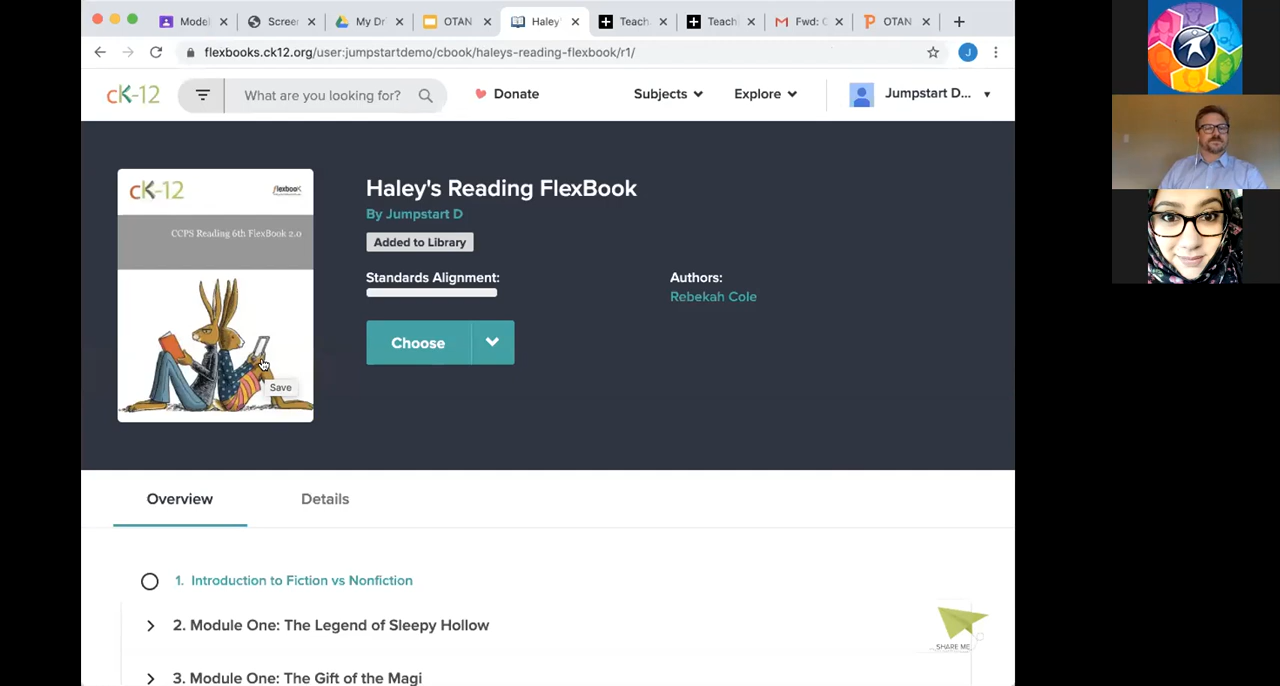 Model
Screer
My Dr
OTAN
Haley'
Teach
Teachi
Fwd: C
OTAN
flexbooks.ck12.org/user:jumpstartdemo/cbook/haleys-reading-flexbook/r1/
J
cK-12
What are you looking for?
Donate
Subjects
Explore
Jumpstart D...
cK-12
flexbook
CCPS Reading 6th FlexBook 2.0
Haley's Reading FlexBook
By Jumpstart D
Added to Library
Standards Alignment:
Authors:
Rebekah Cole
Choose
Save
Overview
Details
1. Introduction to Fiction vs Nonfiction
2. Module One: The Legend of Sleepy Hollow
3. Module One: The Gift of the Magi
SHARE ME